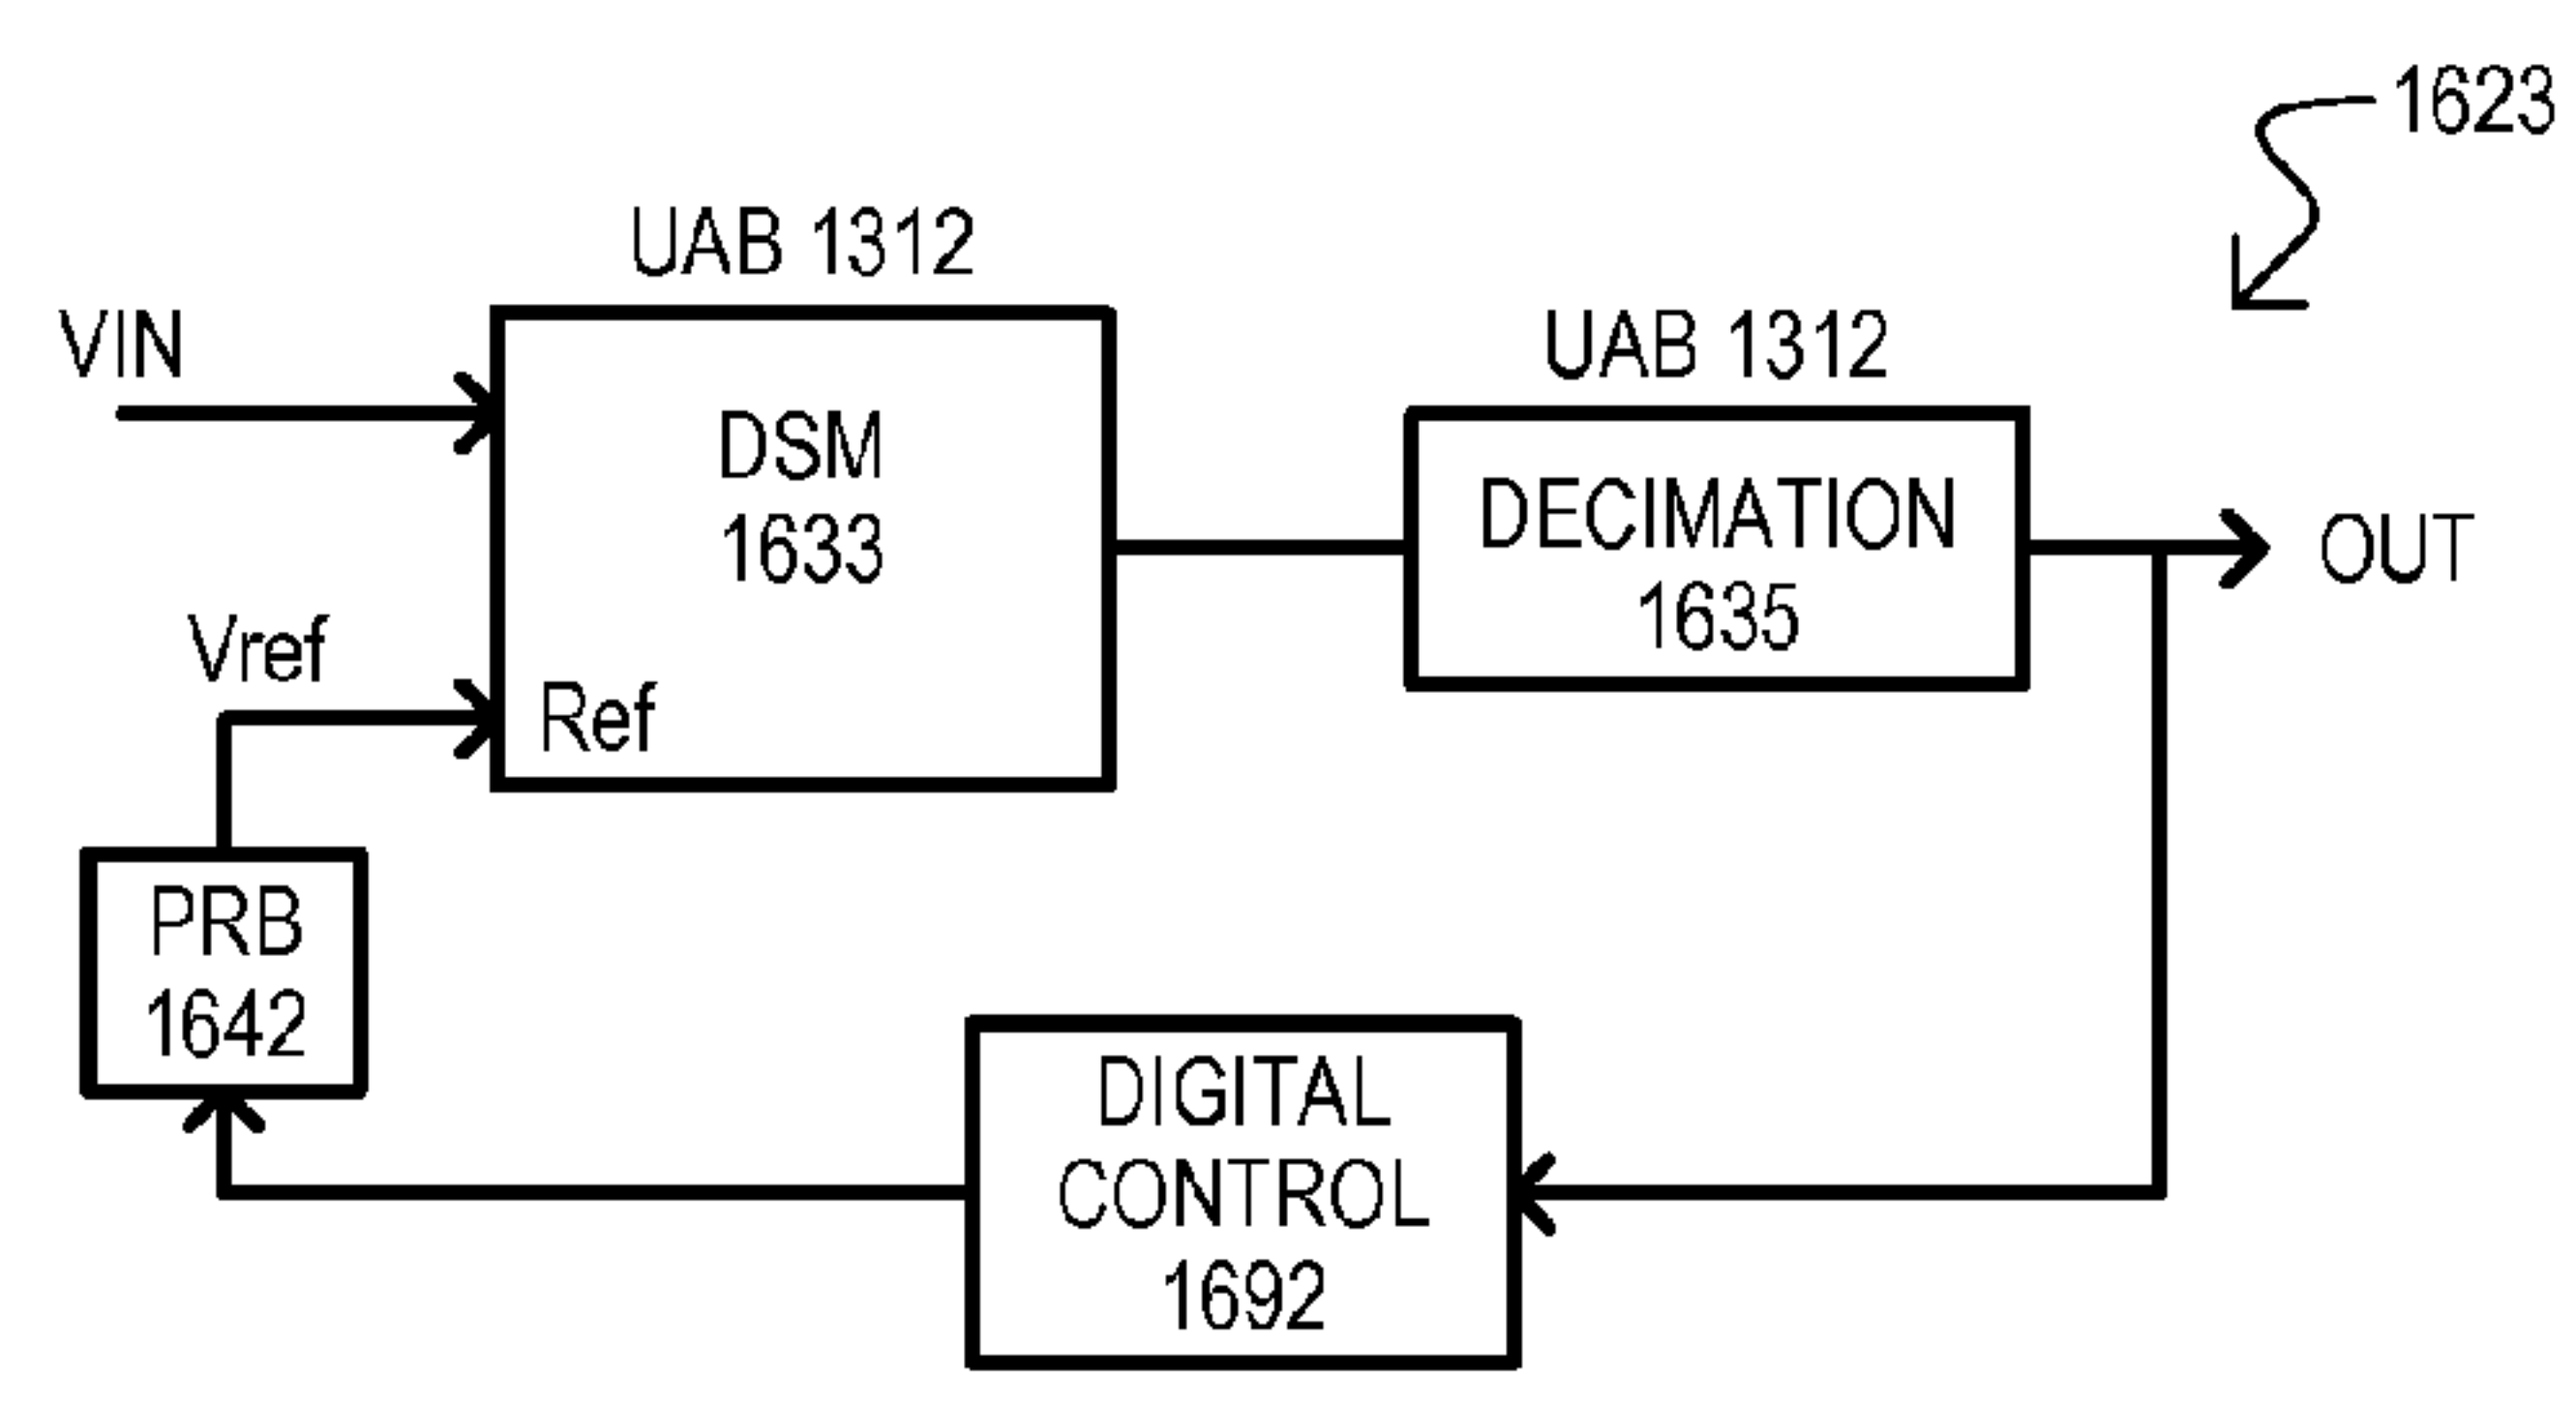 1623
UAB 1312
VIN
UAB 1312
DSM
1633
DECIMATION
1635
OUT
Vref
Ref
PRB
1642
DIGITAL
CONTROL
1692